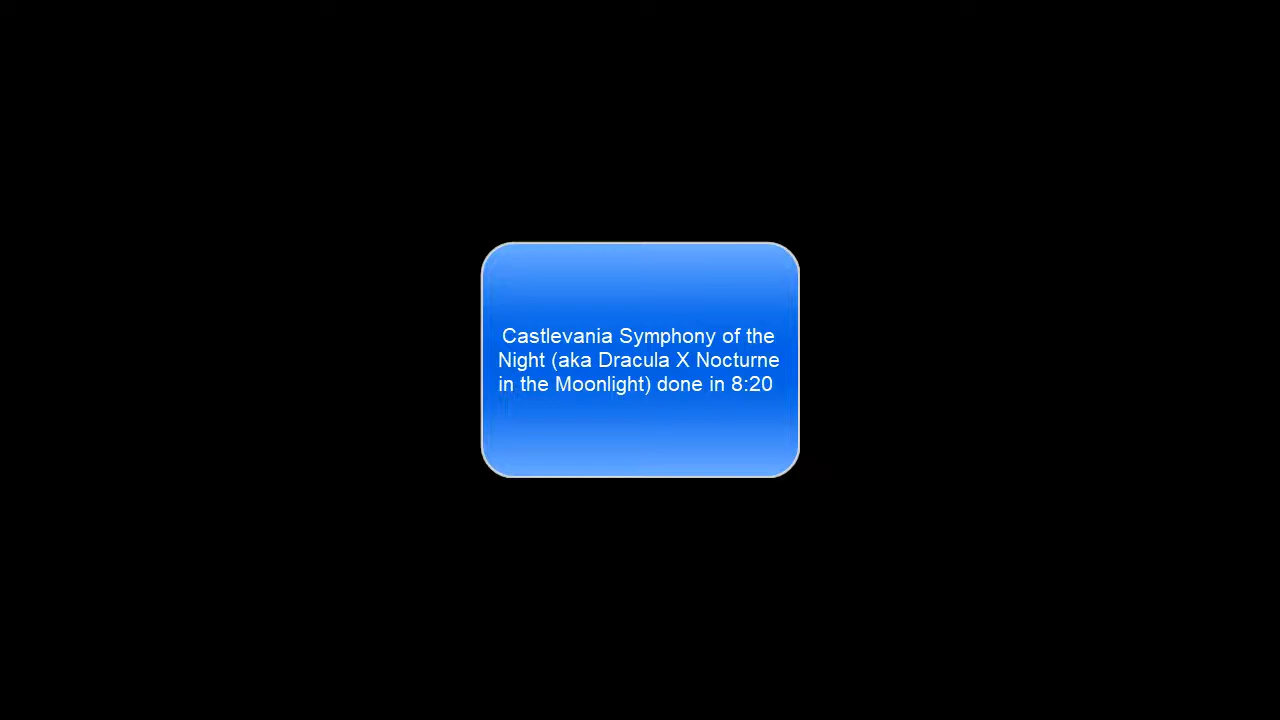 Castlevania Symphony of the
Night (aka Dracula X Nocturne
in the Moonlight) done in 8:20